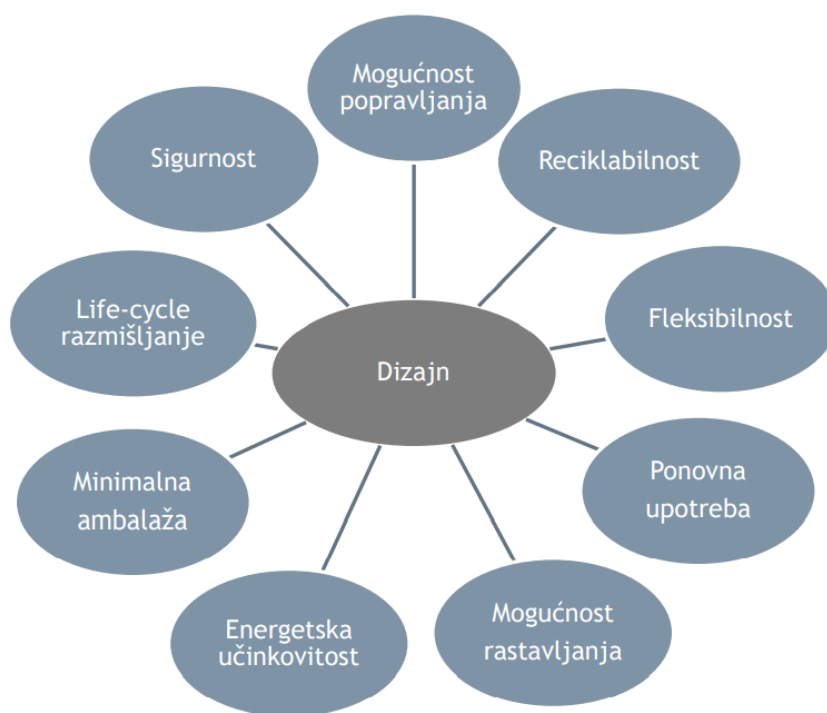 Mogućnost
popravljanja
Reciklabilnost
Fleksibilnost
Ponovna
upotreba
Mogućnost
rastavljanja
Energetska
učinkovitost
Minimalna
ambalaža
Life-cycle
razmišljanje
Sigurnost
Dizajn